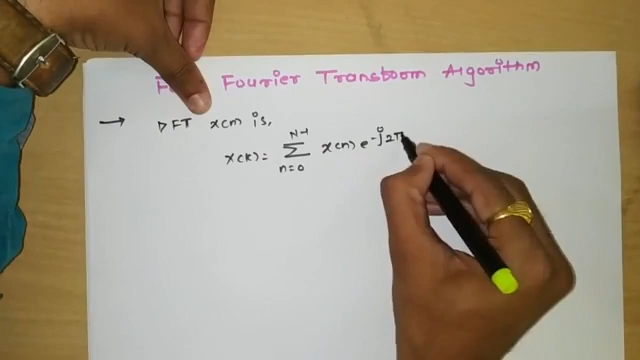 Fourier Transform Algorithm
→ DFT x(n) is,
X(k) = N-1 ∑ n=0 x(n) e^-j2π